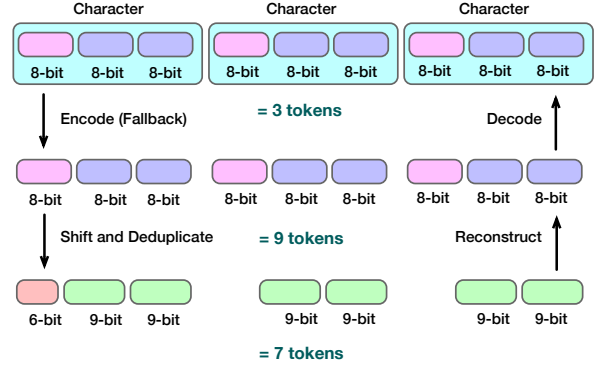 Character Character Character
8-bit 8-bit 8-bit 8-bit 8-bit 8-bit 8-bit 8-bit 8-bit
= 3 tokens
Encode (Fallback) Decode
8-bit 8-bit 8-bit 8-bit 8-bit 8-bit 8-bit 8-bit 8-bit
Shift and Deduplicate = 9 tokens Reconstruct
6-bit 9-bit 9-bit 9-bit 9-bit 9-bit 9-bit
= 7 tokens